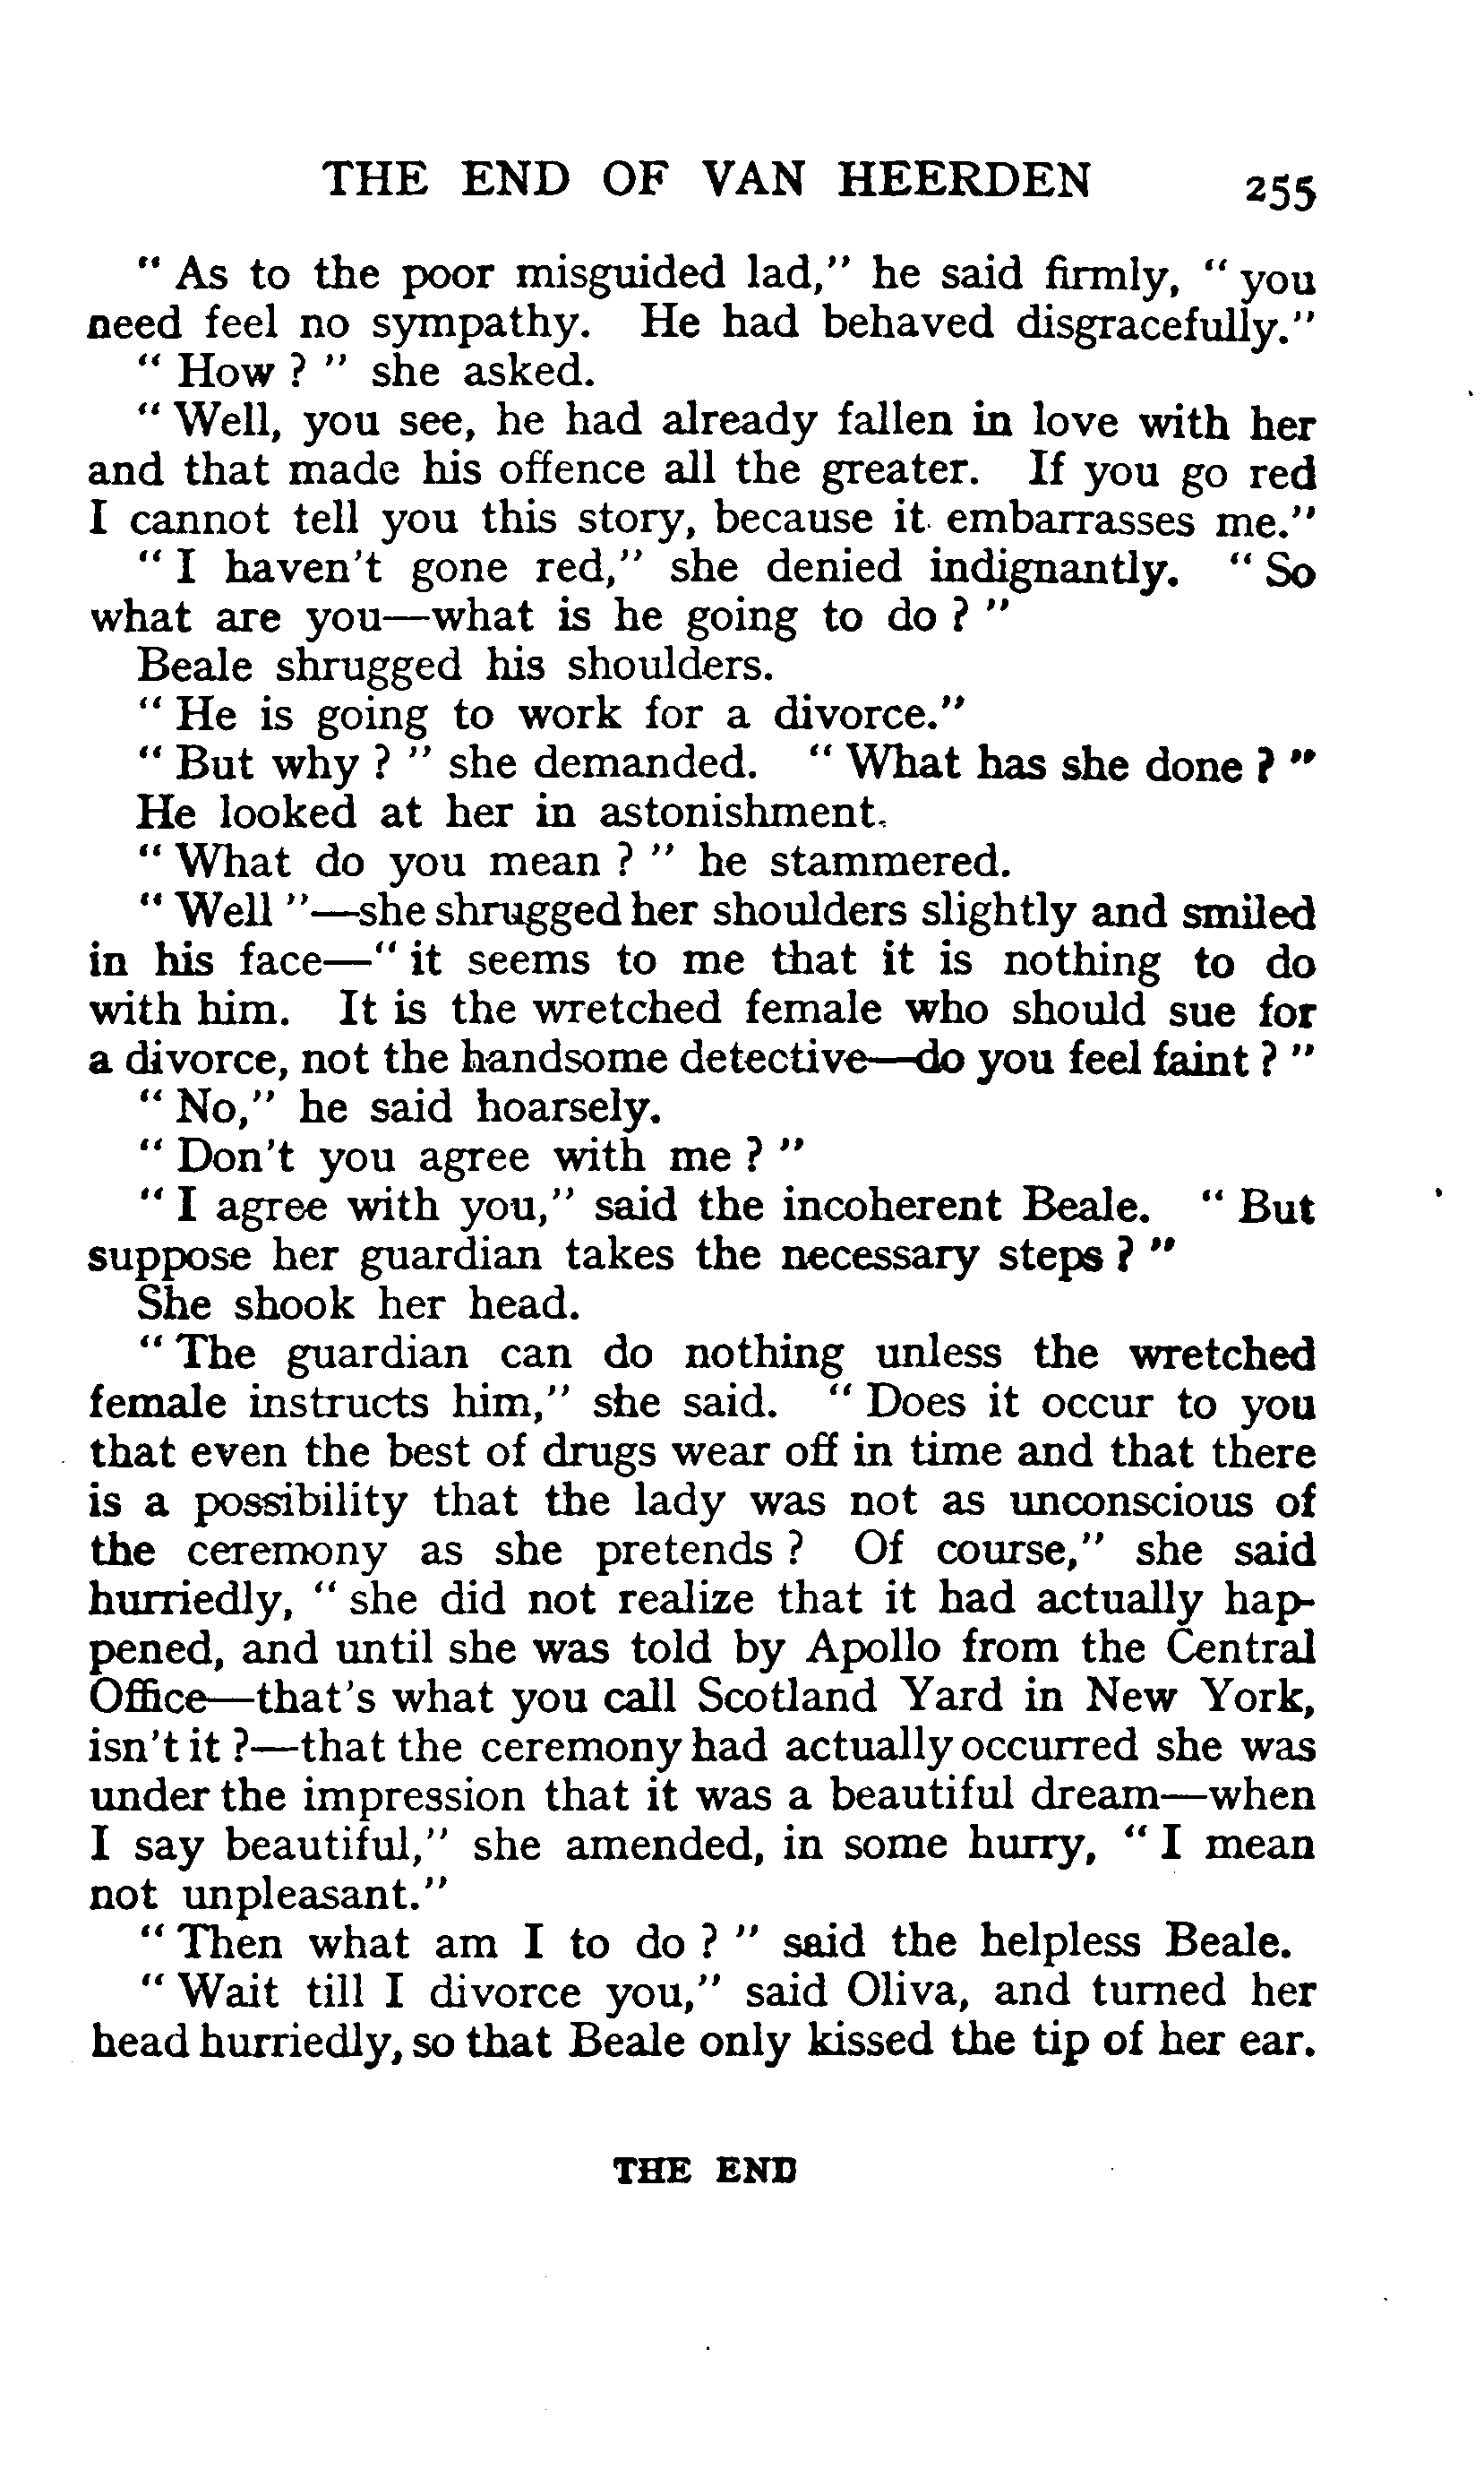 THE END OF VAN HEERDEN 255
" As to the poor misguided lad," he said firmly, " you
need feel no sympathy. He had behaved disgracefully."
" How ? " she asked.
" Well, you see, he had already fallen in love with her
and that made his offence all the greater. If you go red
I cannot tell you this story, because it embarrasses me."
" I haven't gone red," she denied indignantly. " So
what are you—what is he going to do ? "
Beale shrugged his shoulders.
" He is going to work for a divorce."
" But why ? " she demanded. " What has she done ? "
He looked at her in astonishment.
" What do you mean ? " he stammered.
" Well "—she shrugged her shoulders slightly and smiled
in his face—" it seems to me that it is nothing to do
with him. It is the wretched female who should sue for
a divorce, not the handsome detective—do you feel faint ? "
" No," he said hoarsely.
" Don't you agree with me ? "
" I agree with you," said the incoherent Beale. " But
suppose her guardian takes the necessary steps ? "
She shook her head.
" The guardian can do nothing unless the wretched
female instructs him," she said. " Does it occur to you
that even the best of drugs wear off in time and that there
is a possibility that the lady was not as unconscious of
the ceremony as she pretends ? Of course," she said
hurriedly, " she did not realize that it had actually hap-
pened, and until she was told by Apollo from the Central
Office—that's what you call Scotland Yard in New York,
isn't it ?—that the ceremony had actually occurred she was
under the impression that it was a beautiful dream—when
I say beautiful," she amended, in some hurry, " I mean
not unpleasant."
" Then what am I to do ? " said the helpless Beale.
" Wait till I divorce you," said Oliva, and turned her
head hurriedly, so that Beale only kissed the tip of her ear.
THE END